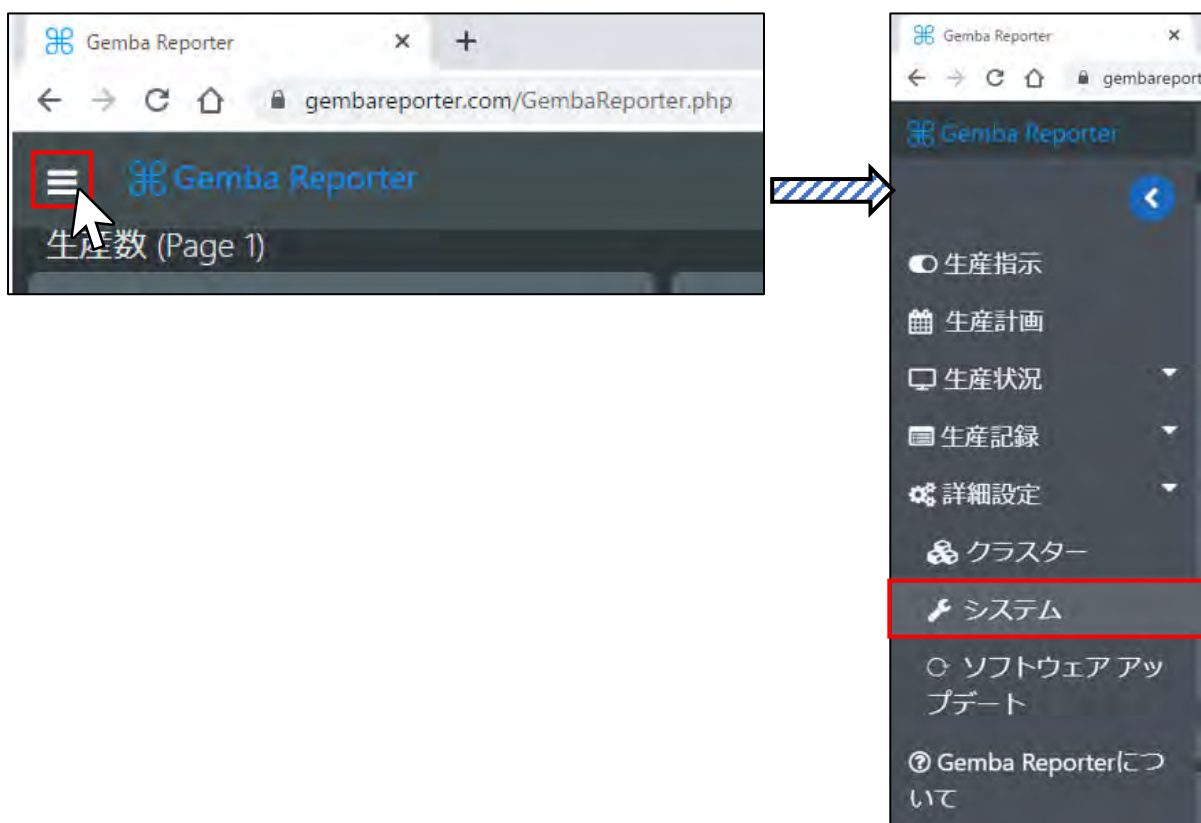 Gemba Reporter
gembareporter.com/GembaReporter.php
Gemba Reporter
生産数 (Page 1)
Gemba Reporter
gembareport
Gemba Reporter
生産指示
生産計画
生産状況
生産記録
詳細設定
クラスター
システム
ソフトウェア アッ
プデート
Gemba Reporterにつ
いて